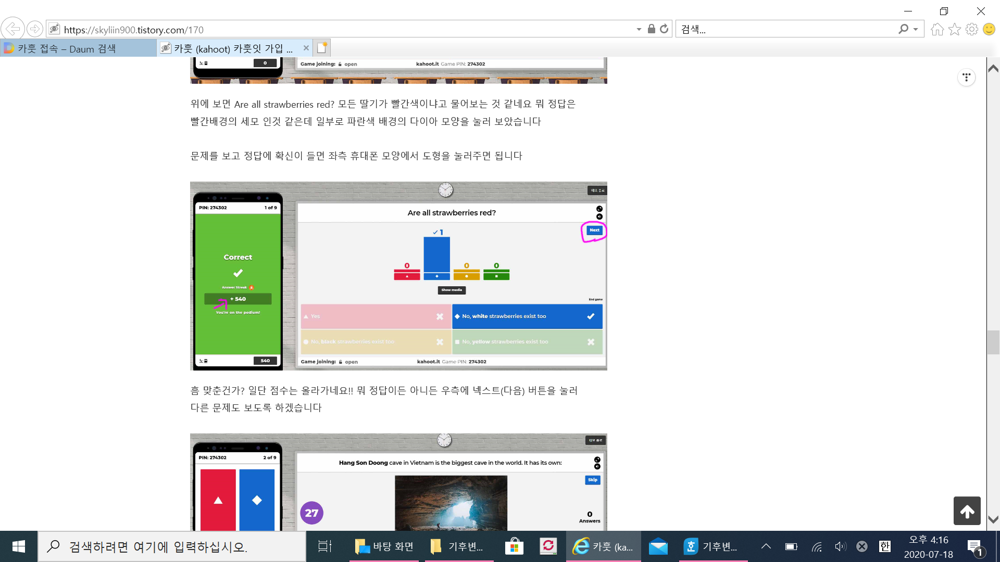 https://skyliin900.tistory.com/170
검색...
카훗 접속 – Daum 검색
카훗 (kahoot) 카훗잇 가입 ...
노을
0
Game joining: open
kahoot.it Game PIN: 274302
위에 보면 Are all strawberries red? 모든 딸기가 빨간색이냐고 물어보는 것 같네요 뭐 정답은
빨간배경의 세모 인것 같은데 일부로 파란색 배경의 다이아 모양을 눌러 보았습니다
문제를 보고 정답에 확신이 들면 좌측 휴대폰 모양에서 도형을 눌러주면 됩니다
데모 종료
PIN: 274302
1 of 9
Are all strawberries red?
Next
1
0
0
0
Correct
Answer Streak
+ 540
You're on the podium!
Show media
End game
Yes
No, white strawberries exist too
No, black strawberries exist too
No, yellow strawberries exist too
노을
540
Game joining: open
kahoot.it Game PIN: 274302
흠 맞춘건가? 일단 점수는 올라가네요!! 뭐 정답이든 아니든 우측에 넥스트(다음) 버튼을 눌러
다른 문제도 보도록 하겠습니다
데모 종료
PIN: 274302
2 of 9
Hang Son Doong cave in Vietnam is the biggest cave in the world. It has its own:
Skip
27
0
Answers
검색하려면 여기에 입력하십시오.
바탕 화면
기후변...
카훗 (ka...
호
기후변...
한
오후 4:16
2020-07-18
1